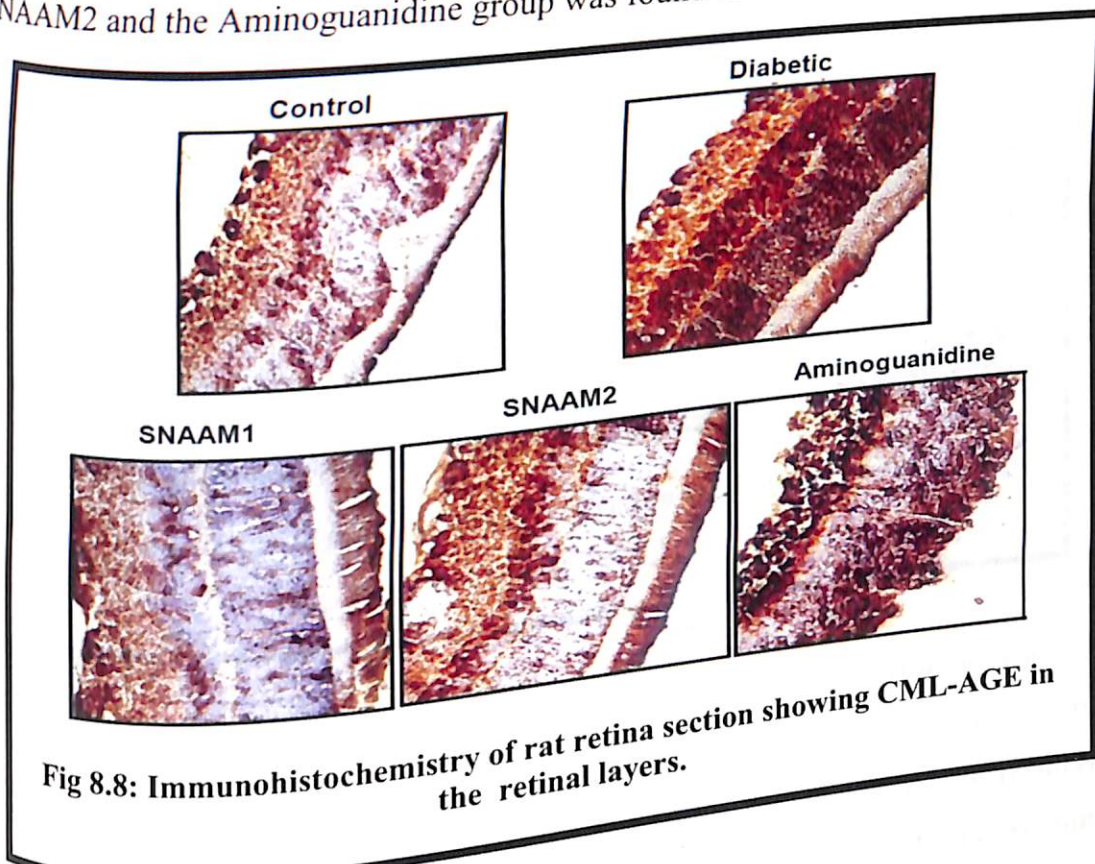 NAAM2 and the Aminoguanidine group was
Control
Diabetic
SNAAM1
SNAAM2
Aminoguanidine
Fig 8.8: Immunohistochemistry of rat retina section showing CML-AGE in
the retinal layers.